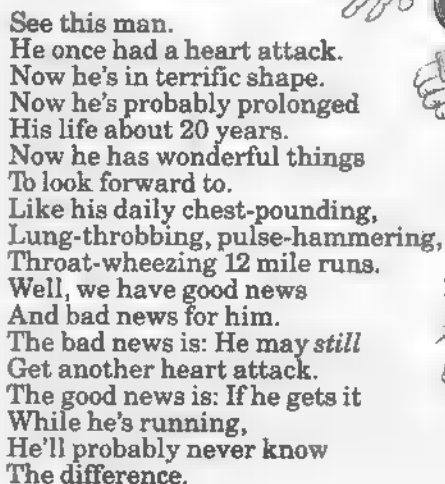 See this man.
He once had a heart attack.
Now he's in terrific shape.
Now he's probably prolonged
His life about 20 years.
Now he has wonderful things
To look forward to.
Like his daily chest-pounding,
Lung-throbbing, pulse-hammering,
Throat-wheezing 12 mile runs.
Well, we have good news
And bad news for him.
The bad news is: He may still
Get another heart attack.
The good news is: If he gets it
While he's running,
He'll probably never know
The difference.